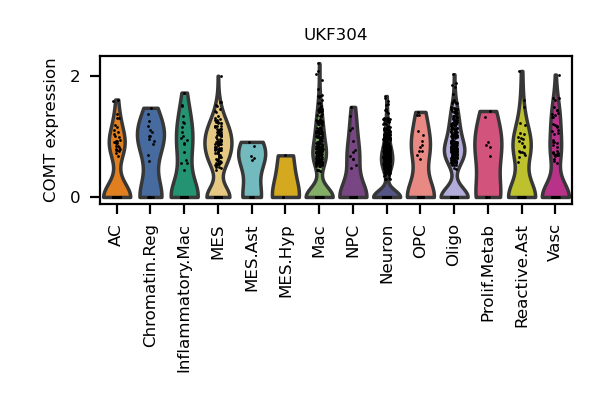 UKF304
COMT expression
2
0
AC
Chromatin.Reg
Inflammatory.Mac
MES
MES.Ast
MES.Hyp
Mac
NPC
Neuron
OPC
Oligo
Prolif.Metab
Reactive.Ast
Vasc